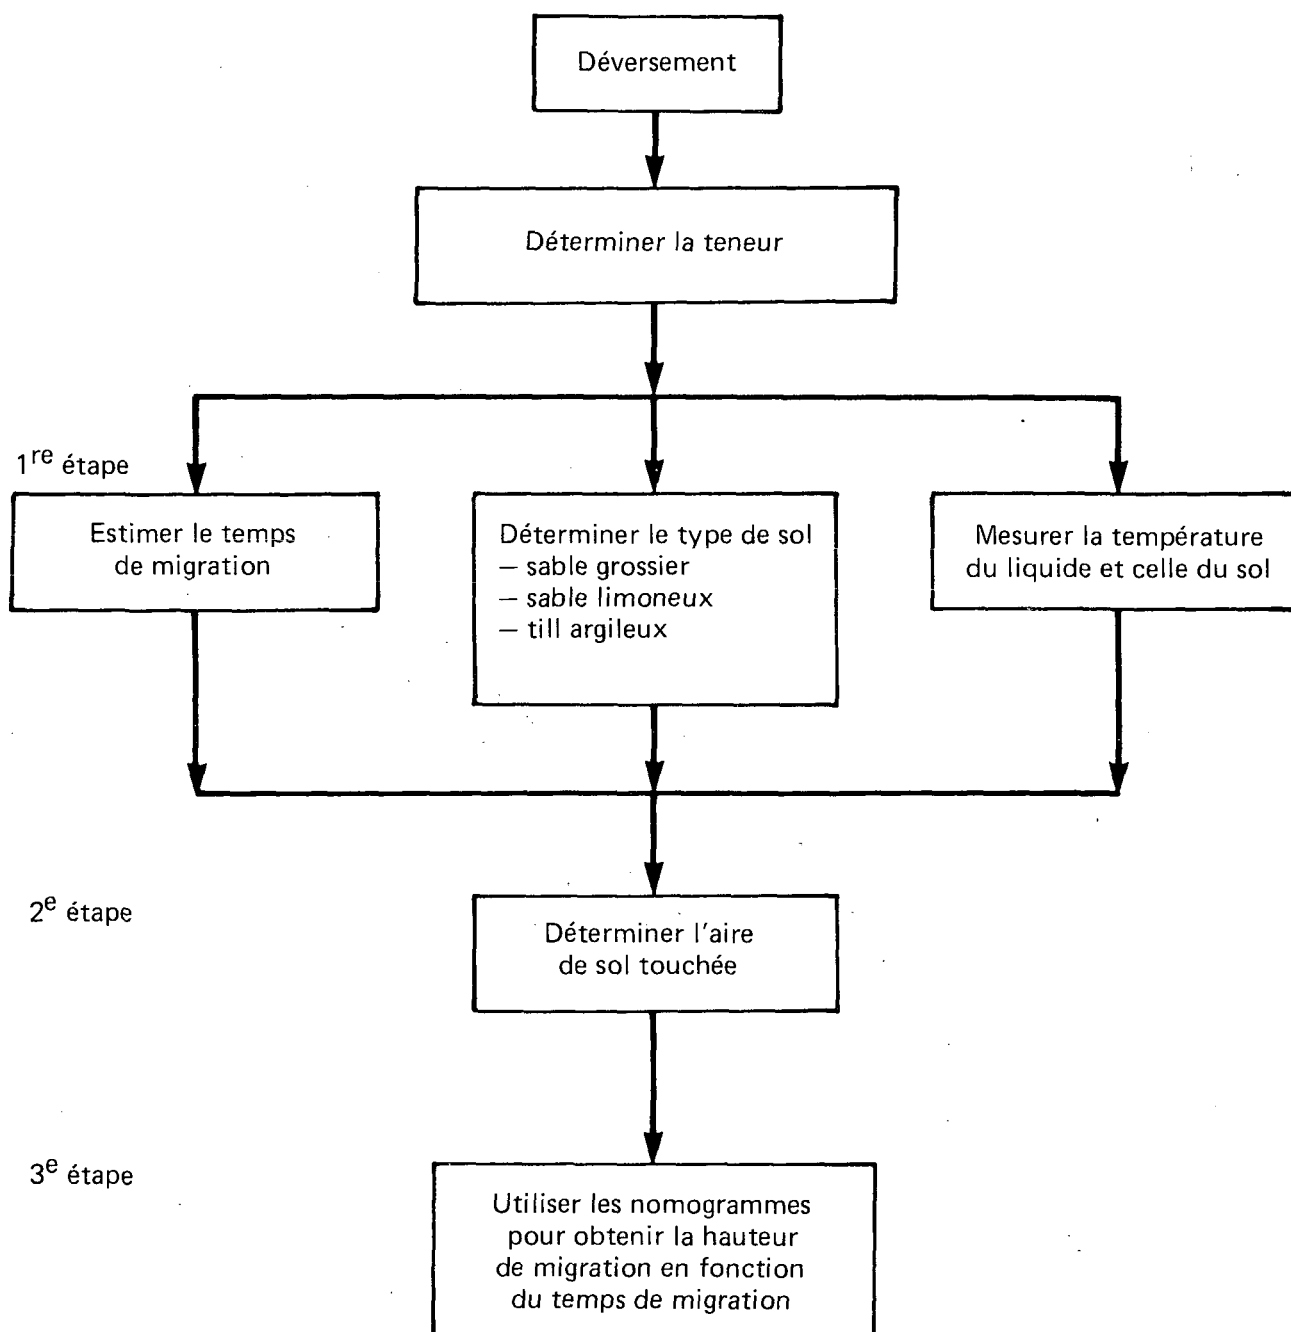 Déversement
Déterminer la teneur
1re étape
Estimer le temps
de migration
Déterminer le type de sol
– sable grossier
– sable limoneux
– till argileux
Mesurer la température
du liquide et celle du sol
2e étape
Déterminer l'aire
de sol touchée
3e étape
Utiliser les nomogrammes
pour obtenir la hauteur
de migration en fonction
du temps de migration